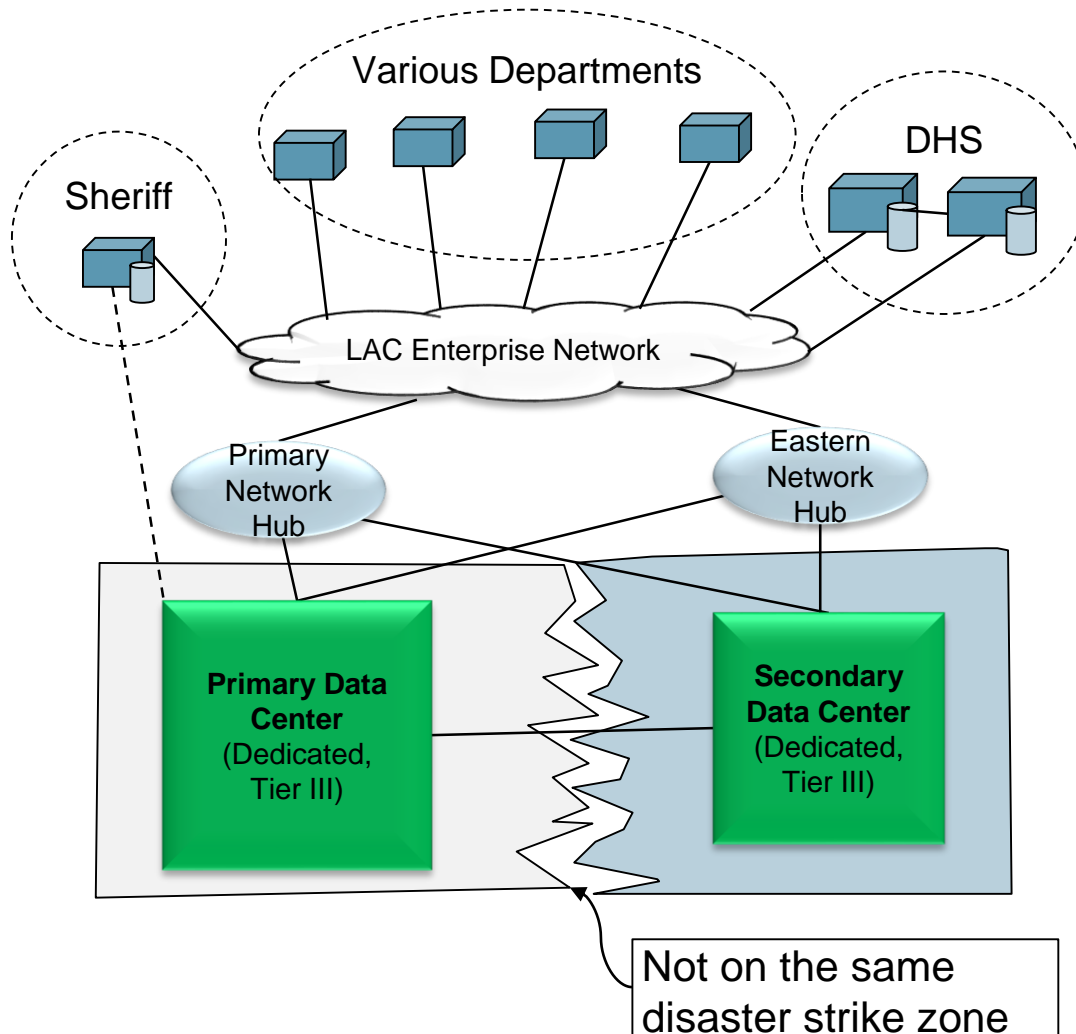 Various Departments
DHS
Sheriff
LAC Enterprise Network
Primary
Network
Hub
Eastern
Network
Hub
Primary Data
Center
(Dedicated,
Tier III)
Secondary
Data Center
(Dedicated,
Tier III)
Not on the same
disaster strike zone